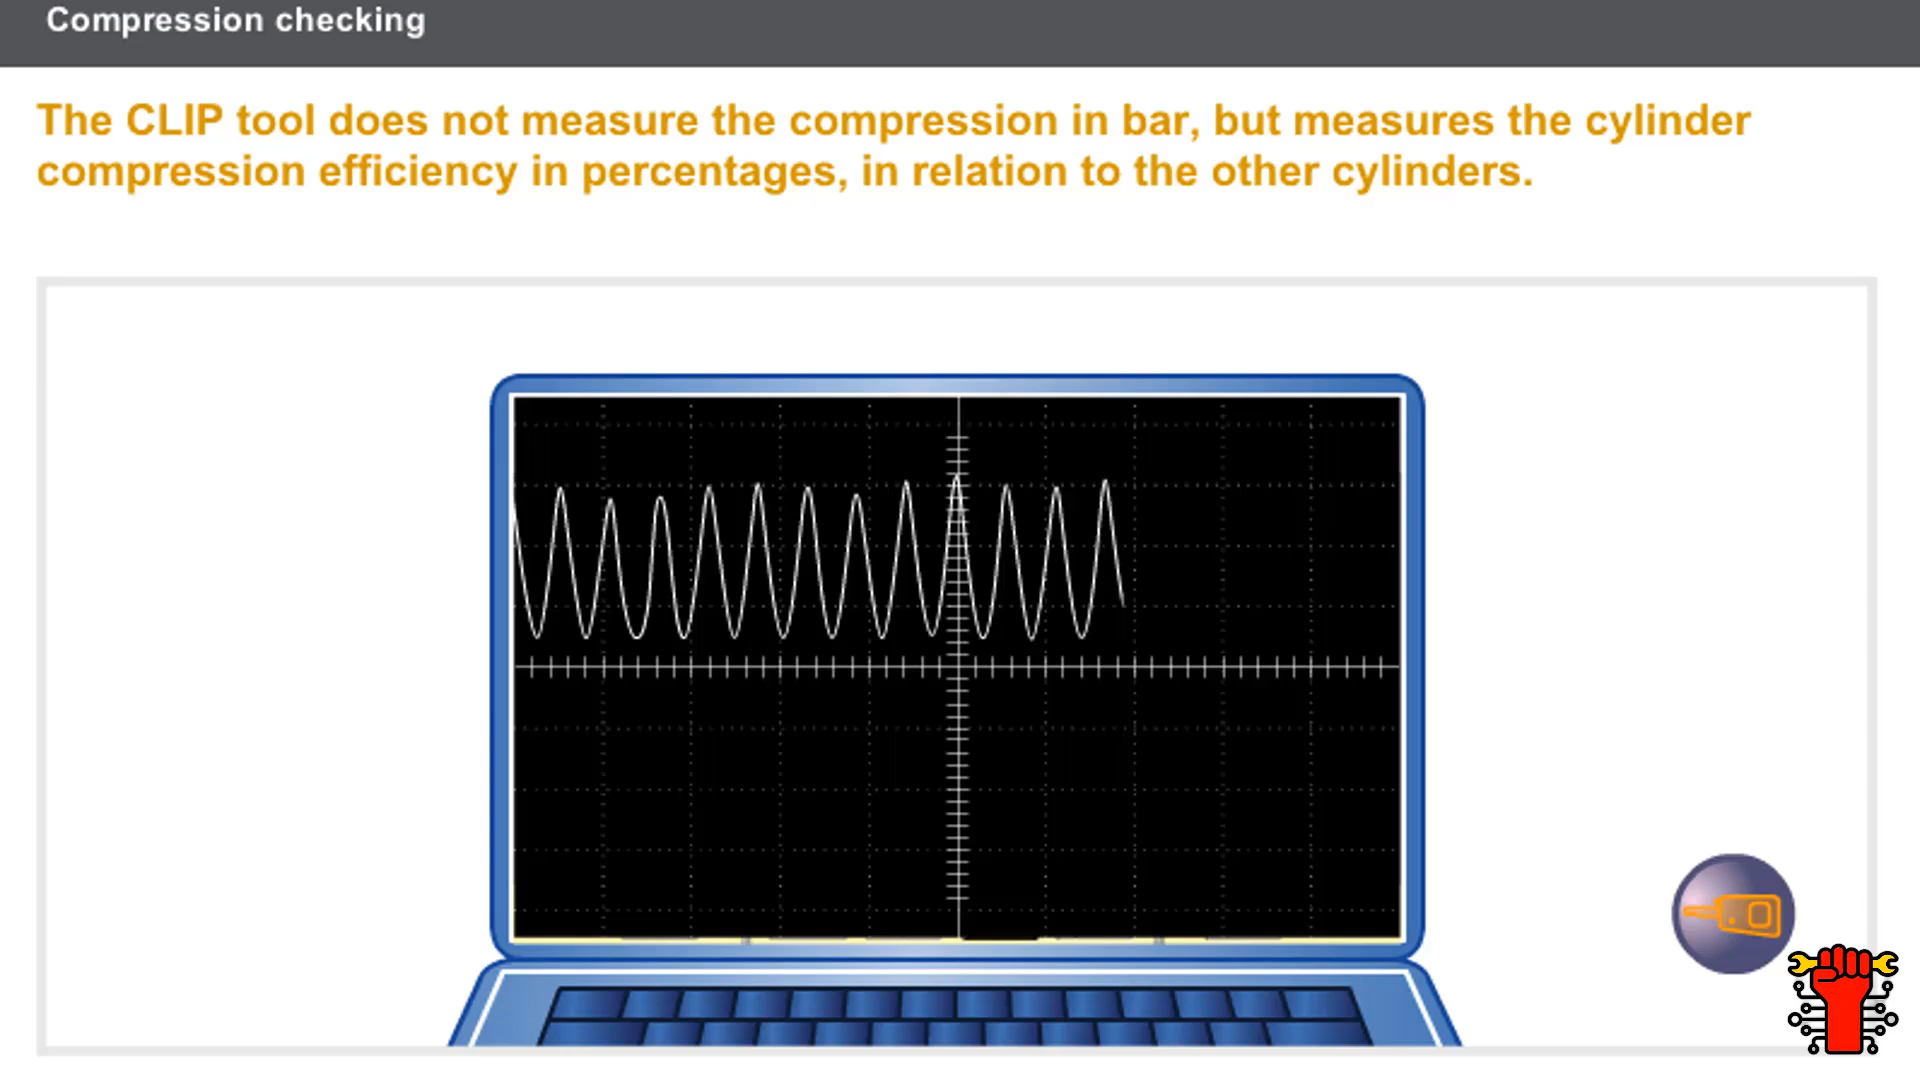 Compression checking
The CLIP tool does not measure the compression in bar, but measures the cylinder
compression efficiency in percentages, in relation to the other cylinders.